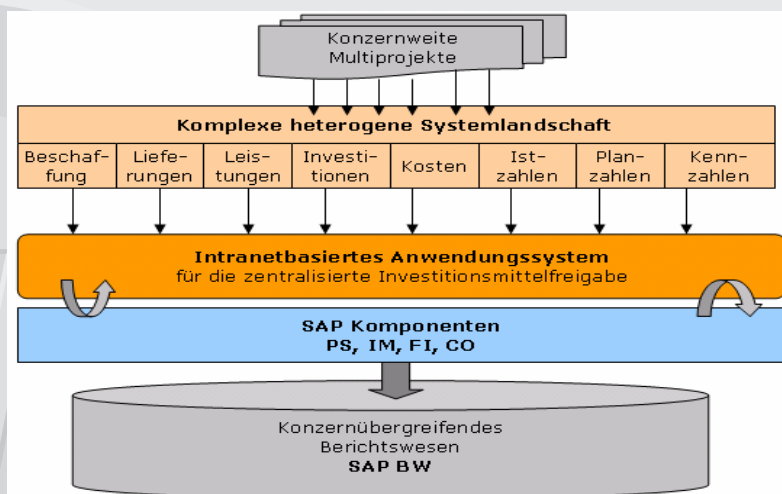 Konzernweite
Multiprojekte
Komplexe heterogene Systemlandschaft
Beschaf-
fung
Liefe-
rungen
Leis-
tungen
Investi-
tionen
Kosten
Ist-
zahlen
Plan-
zahlen
Kenn-
zahlen
Intranetbasiertes Anwendungssystem
für die zentralisierte Investitionsmittelfreigabe
SAP Komponenten
PS, IM, FI, CO
Konzernübergreifendes
Berichtswesen
SAP BW